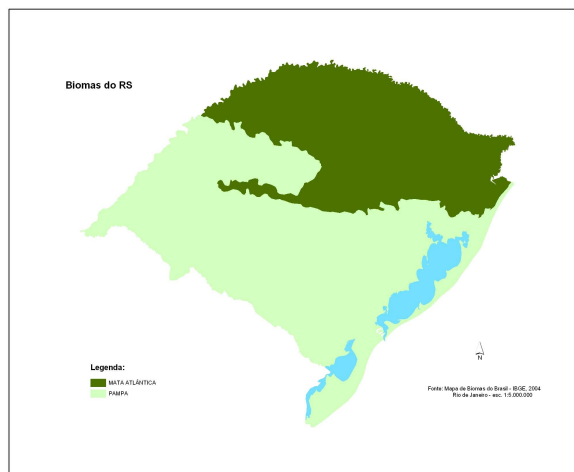 Biomas do RS
Legenda:
MATA ATLÂNTICA
PAMPA
N
Fonte: Mapa de Biomas do Brasil - IBGE, 2004
Rio de Janeiro - esc. 1:5.000.000